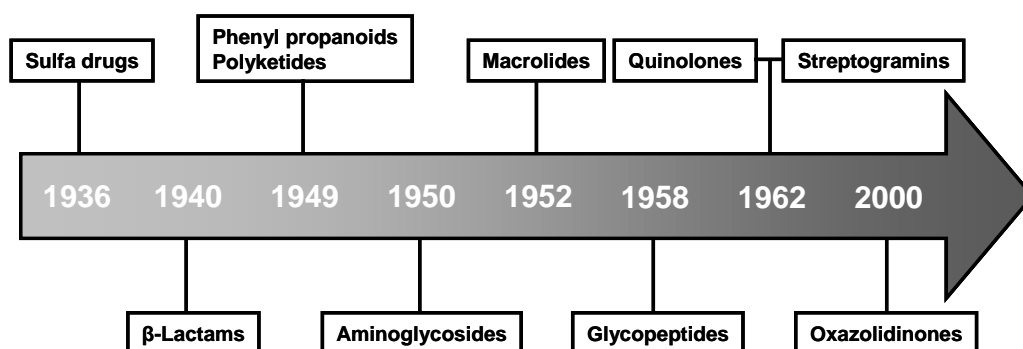 Phenyl propanoids
Polyketides
Sulfa drugs
Macrolides
Quinolones
Streptogramins
1936 1940 1949 1950 1952 1958 1962 2000
β-Lactams
Aminoglycosides
Glycopeptides
Oxazolidinones